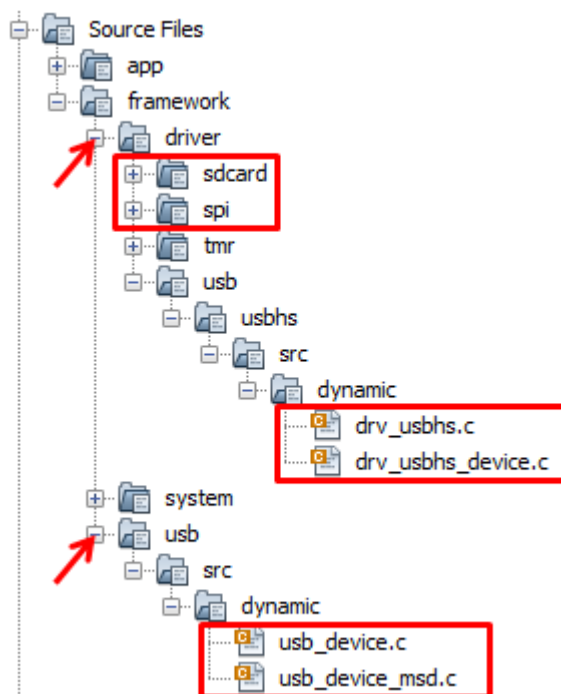 Source Files
app
framework
driver
sdcard
spi
tmr
usb
usbhs
src
dynamic
drv_usbhs.c
drv_usbhs_device.c
system
usb
src
dynamic
usb_device.c
usb_device_msd.c